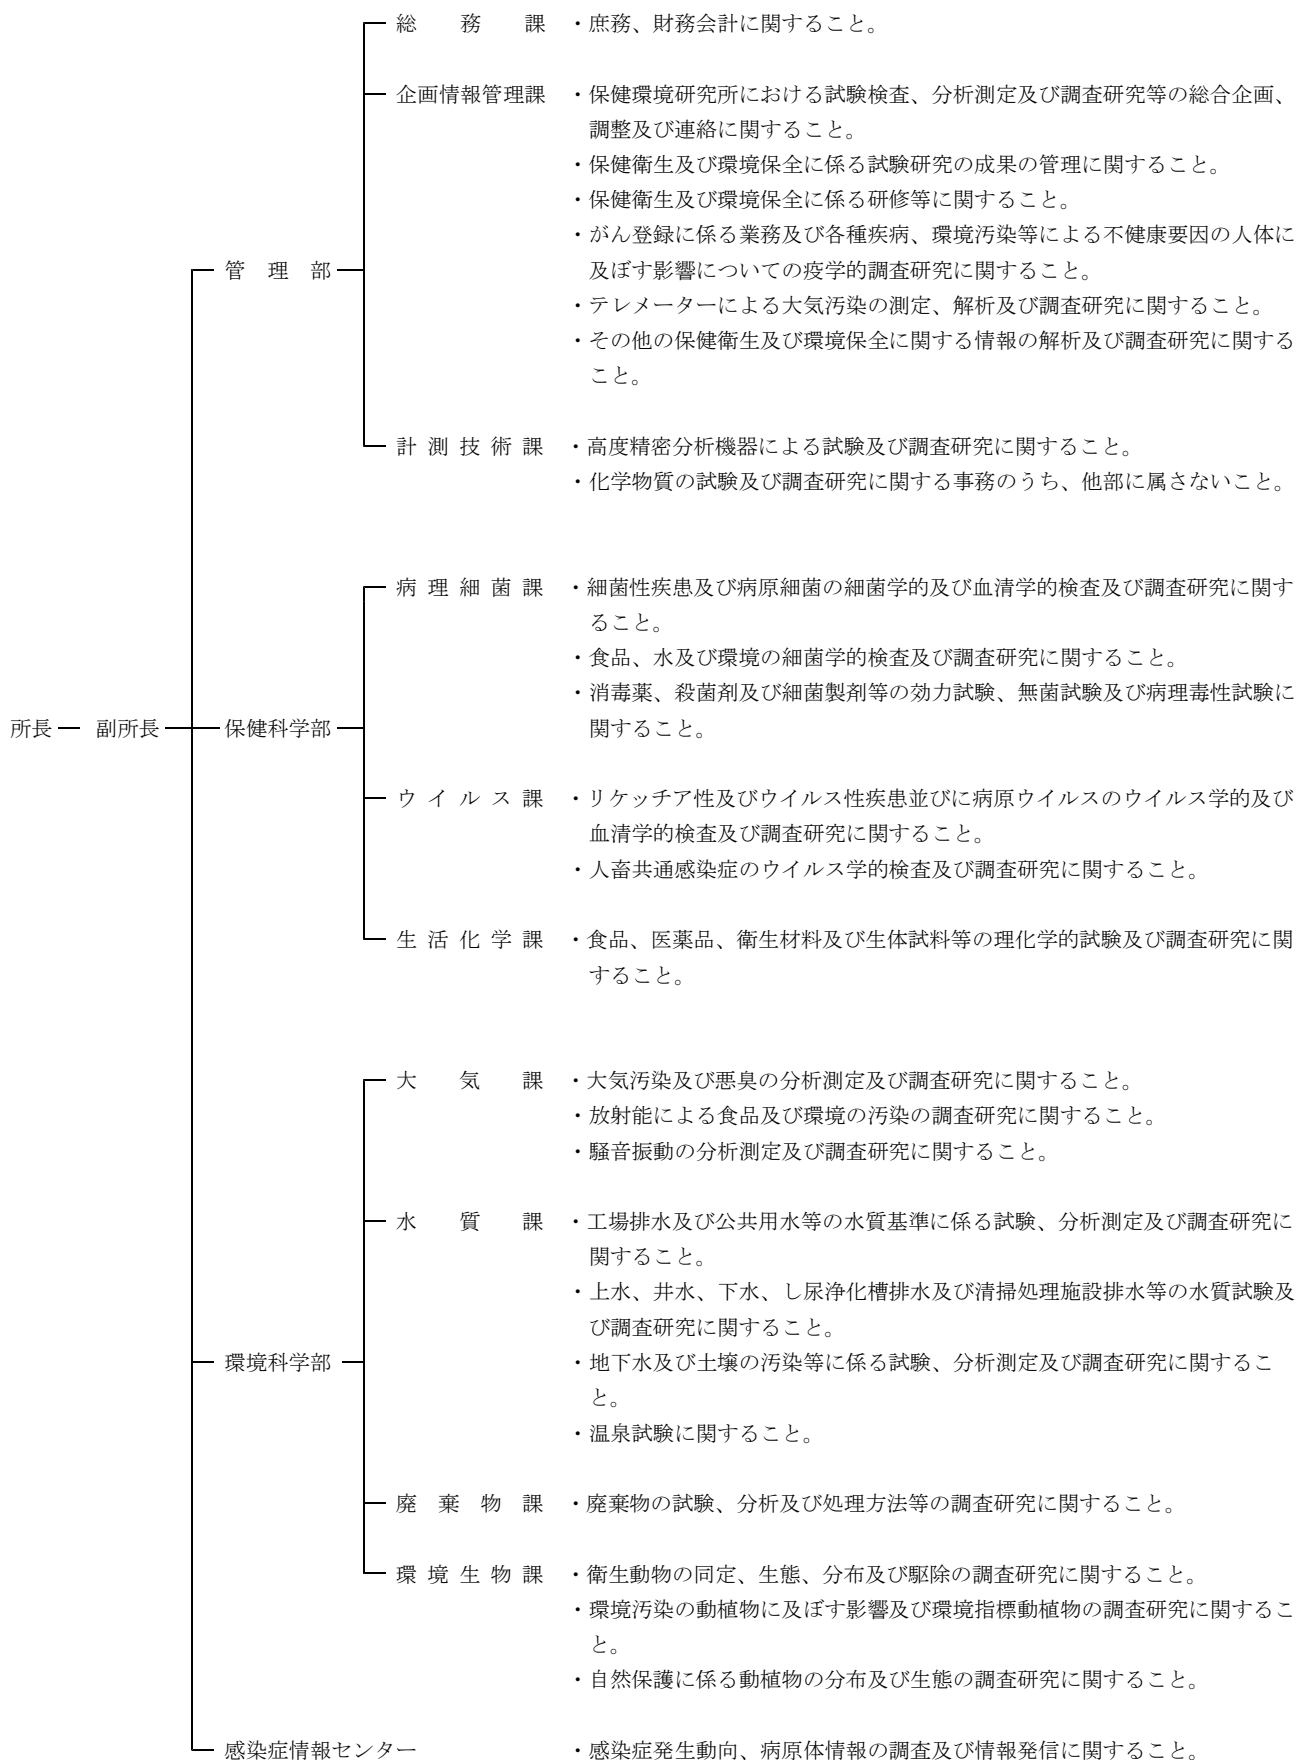 総務課 ・庶務、財務会計に関すること。
企画情報管理課 ・保健環境研究所における試験検査、分析測定及び調査研究等の総合企画、
調整及び連絡に関すること。
・保健衛生及び環境保全に係る試験研究の成果の管理に関すること。
・保健衛生及び環境保全に係る研修等に関すること。
・がん登録に係る業務及び各種疾病、環境汚染等による不健康要因の人体に
管理部 及ぼす影響についての疫学的調査研究に関すること。
・テレメーターによる大気汚染の測定、解析及び調査研究に関すること。
・その他の保健衛生及び環境保全に関する情報の解析及び調査研究に関する
こと。
計測技術課 ・高度精密分析機器による試験及び調査研究に関すること。
・化学物質の試験及び調査研究に関する事務のうち、他部に属さないこと。
病理細菌課 ・細菌性疾患及び病原細菌の細菌学的及び血清学的検査及び調査研究に関す
ること。
・食品、水及び環境の細菌学的検査及び調査研究に関すること。
・消毒薬、殺菌剤及び細菌製剤等の効力試験、無菌試験及び病理毒性試験に
所長 副所長 保健科学部 関すること。
ウイルス課 ・リケッチア性及びウイルス性疾患並びに病原ウイルスのウイルス学的及び
血清学的検査及び調査研究に関すること。
・人畜共通感染症のウイルス学的検査及び調査研究に関すること。
生活化学課 ・食品、医薬品、衛生材料及び生体試料等の理化学的試験及び調査研究に関
すること。
大気課 ・大気汚染及び悪臭の分析測定及び調査研究に関すること。
・放射能による食品及び環境の汚染の調査研究に関すること。
・騒音振動の分析測定及び調査研究に関すること。
水質課 ・工場排水及び公共用水等の水質基準に係る試験、分析測定及び調査研究に
関すること。
・上水、井水、下水、し尿浄化槽排水及び清掃処理施設排水等の水質試験及
び調査研究に関すること。
環境科学部 ・地下水及び土壌の汚染等に係る試験、分析測定及び調査研究に関するこ
と。
・温泉試験に関すること。
廃棄物課 ・廃棄物の試験、分析及び処理方法等の調査研究に関すること。
環境生物課 ・衛生動物の同定、生態、分布及び駆除の調査研究に関すること。
・環境汚染の動植物に及ぼす影響及び環境指標動植物の調査研究に関するこ
と。
・自然保護に係る動植物の分布及び生態の調査研究に関すること。
感染症情報センター ・感染症発生動向、病原体情報の調査及び情報発信に関すること。